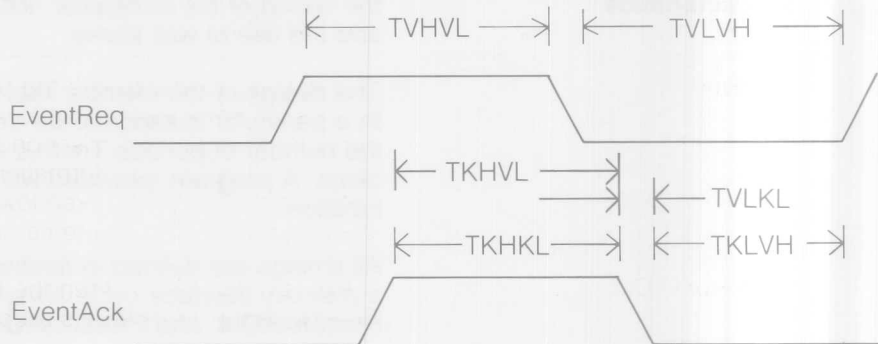 TVHVL TVLVH
EventReq
TKHVL
TVLKL
TKHKL TKLVH
EventAck